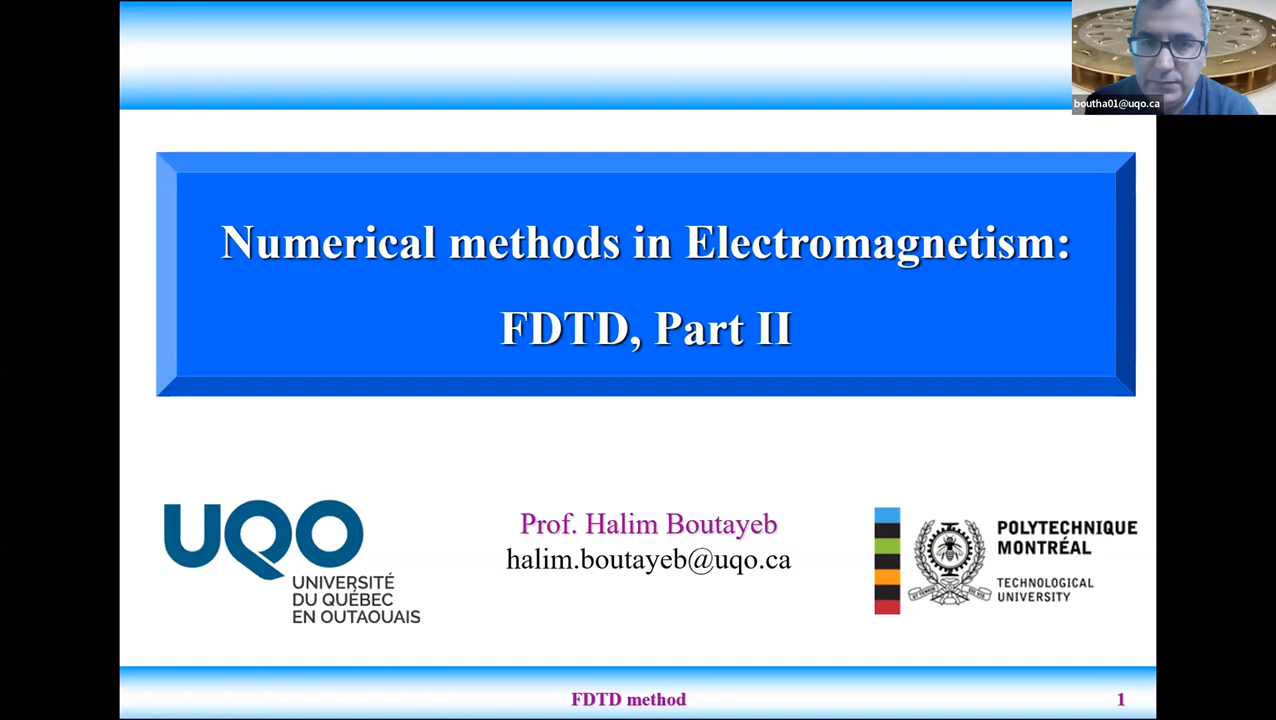 boutha01@uqo.ca
Numerical methods in Electromagnetism:
FDTD, Part II
UQO
UNIVERSITÉ
DU QUÉBEC
EN OUTAOUAIS
Prof. Halim Boutayeb
halim.boutayeb@uqo.ca
POLYTECHNIQUE
MONTRÉAL
TECHNOLOGICAL
UNIVERSITY
FDTD method
1